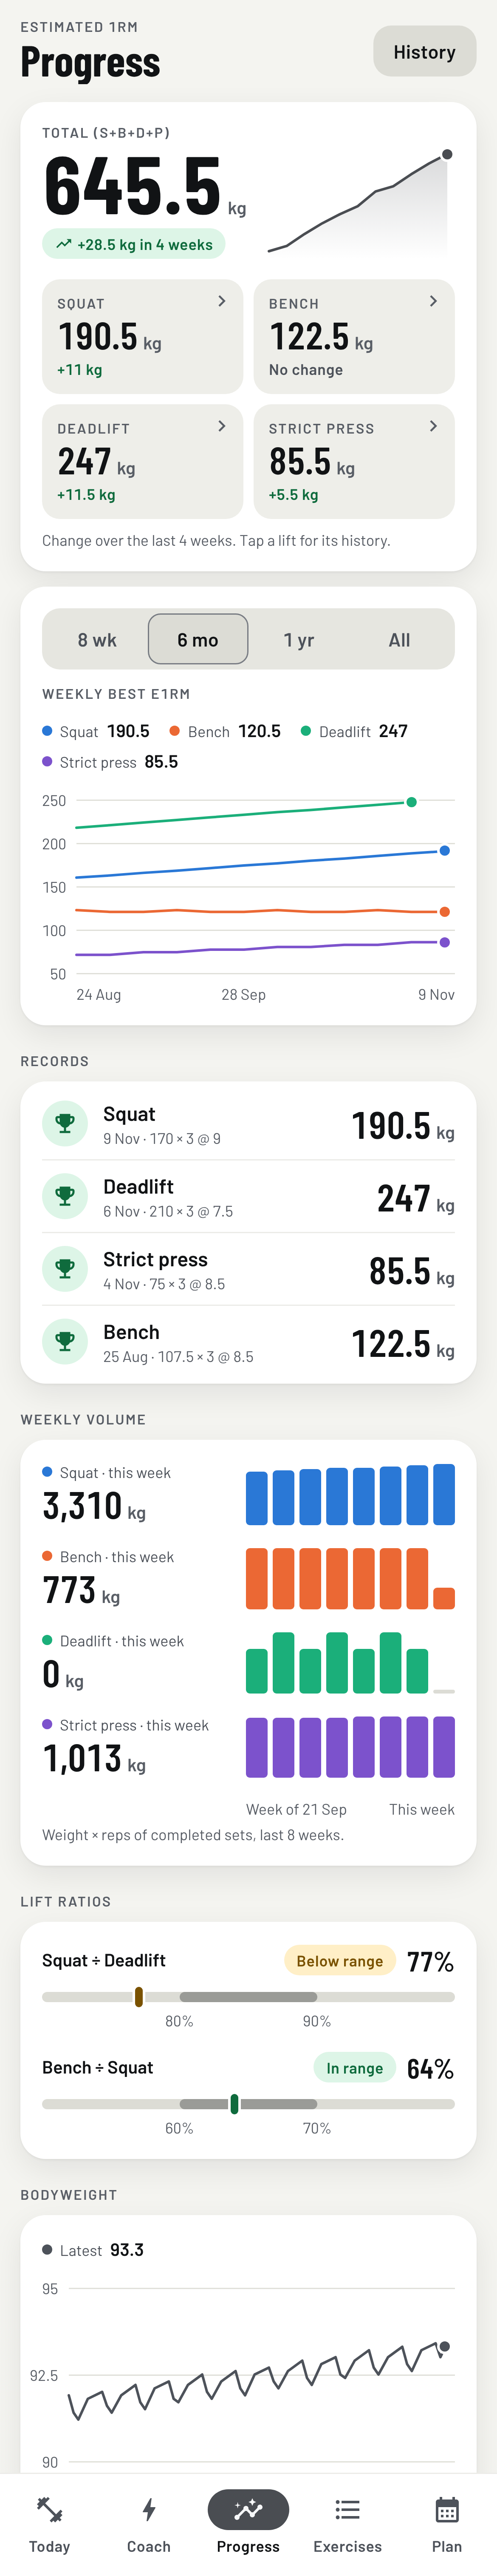 ESTIMATED 1RM
Progress
History
TOTAL (S+B+D+P)
645.5 kg
+28.5 kg in 4 weeks
SQUAT
190.5 kg
+11 kg
BENCH
122.5 kg
No change
DEADLIFT
247 kg
+11.5 kg
STRICT PRESS
85.5 kg
+5.5 kg
Change over the last 4 weeks. Tap a lift for its history.
8 wk 6 mo 1 yr All
WEEKLY BEST E1RM
Squat 190.5 Bench 120.5 Deadlift 247
Strict press 85.5
250
200
150
100
50
24 Aug 28 Sep 9 Nov
RECORDS
Squat
9 Nov · 170 × 3 @ 9
190.5 kg
Deadlift
6 Nov · 210 × 3 @ 7.5
247 kg
Strict press
4 Nov · 75 × 3 @ 8.5
85.5 kg
Bench
25 Aug · 107.5 × 3 @ 8.5
122.5 kg
WEEKLY VOLUME
Squat · this week
3,310 kg
Bench · this week
773 kg
Deadlift · this week
0 kg
Strict press · this week
1,013 kg
Week of 21 Sep This week
Weight × reps of completed sets, last 8 weeks.
LIFT RATIOS
Squat ÷ Deadlift Below range 77%
80% 90%
Bench ÷ Squat In range 64%
60% 70%
BODYWEIGHT
Latest 93.3
95
92.5
90
Today Coach Progress Exercises Plan